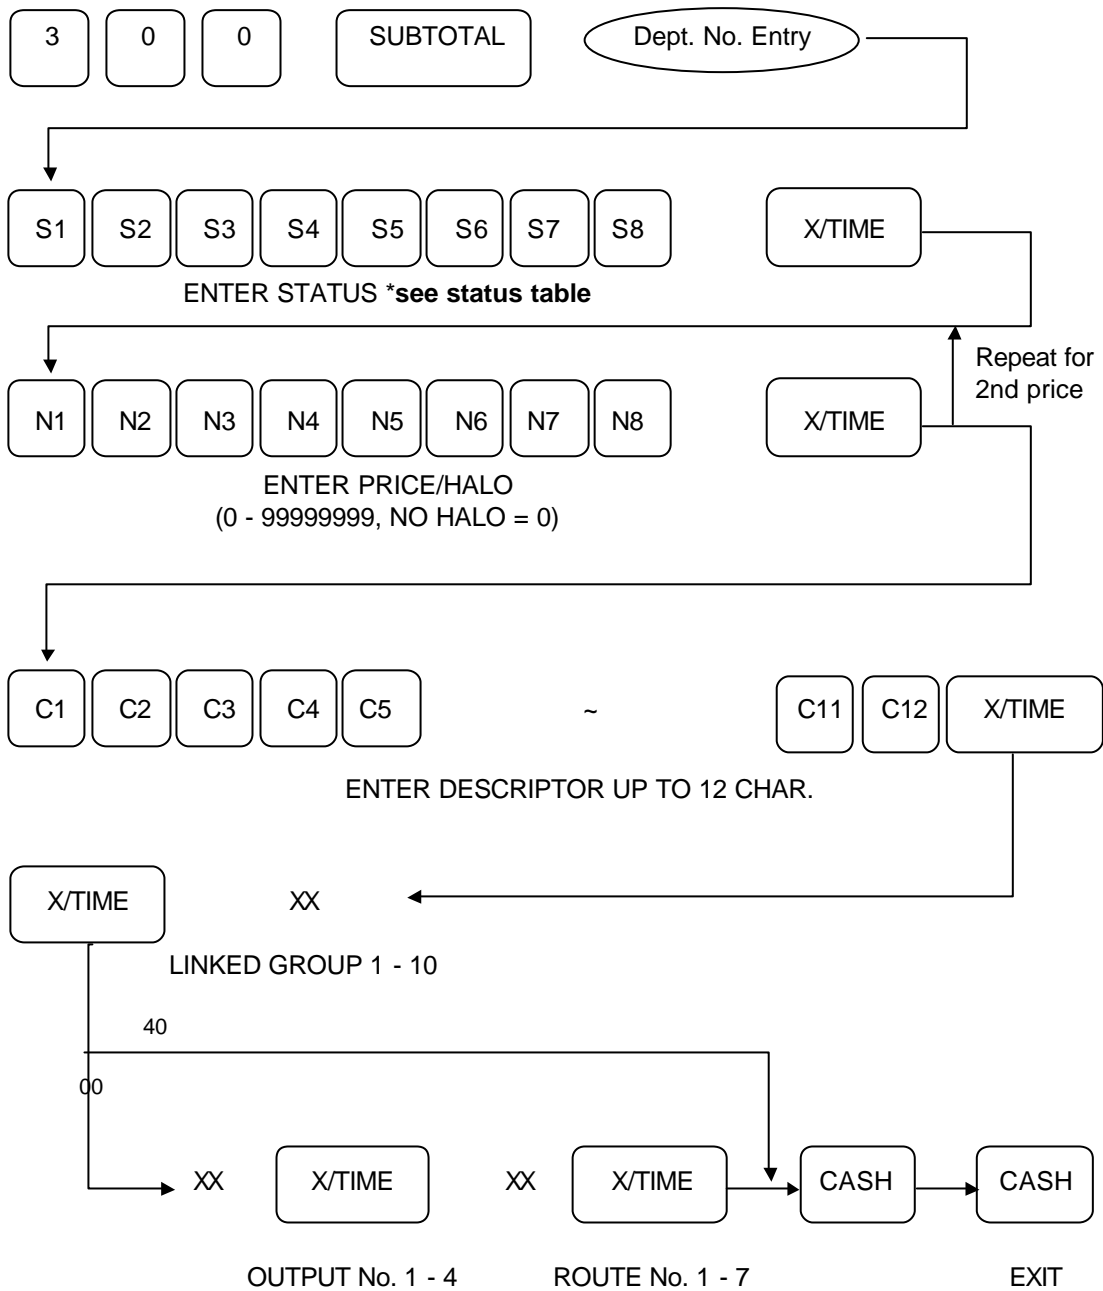 3 0 0 SUBTOTAL Dept. No. Entry
S1 S2 S3 S4 S5 S6 S7 S8 X/TIME
ENTER STATUS *see status table
Repeat for
2nd price
N1 N2 N3 N4 N5 N6 N7 N8 X/TIME
ENTER PRICE/HALO
(0 - 99999999, NO HALO = 0)
C1 C2 C3 C4 C5 ~ C11 C12 X/TIME
ENTER DESCRIPTOR UP TO 12 CHAR.
X/TIME XX
LINKED GROUP 1 - 10
40
00
XX X/TIME XX X/TIME CASH CASH
OUTPUT No. 1 - 4 ROUTE No. 1 - 7 EXIT